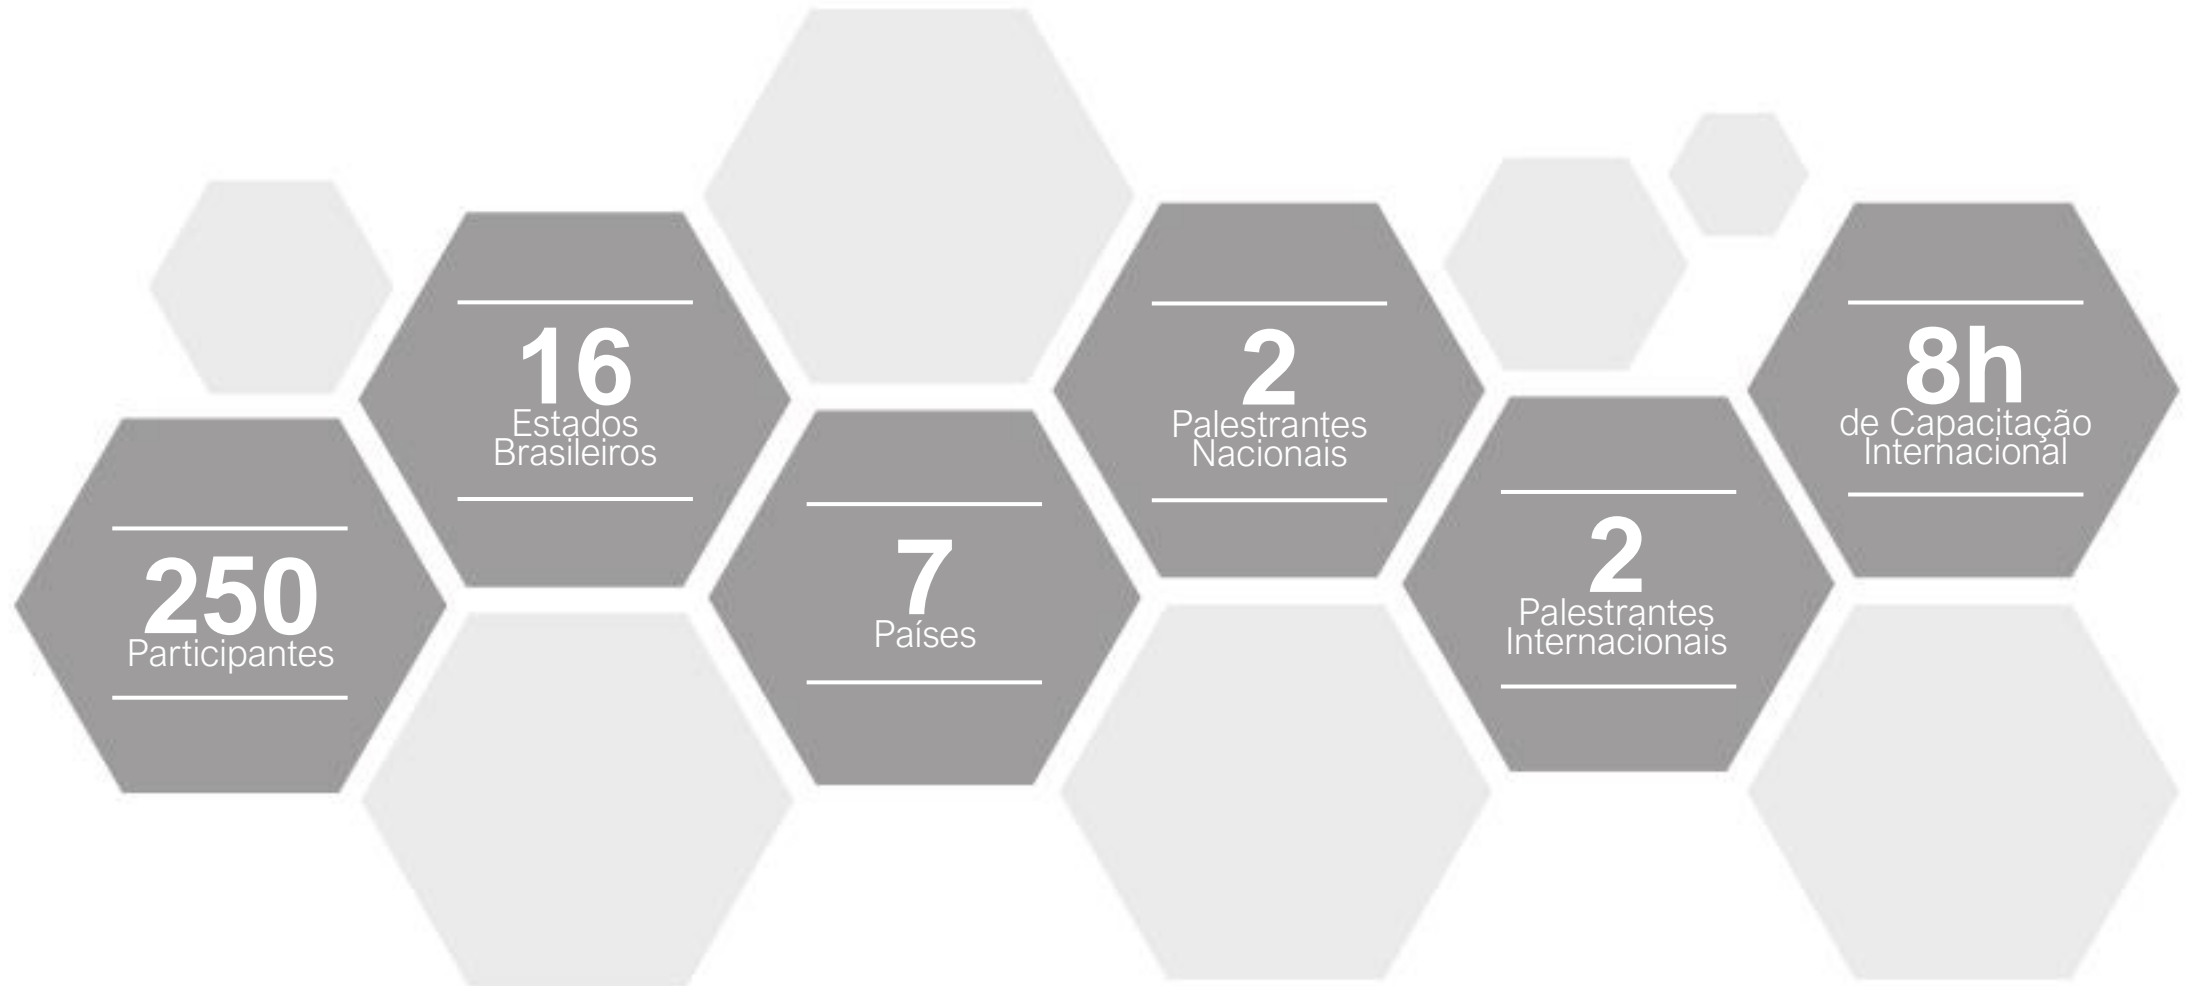 250
Participantes
16
Estados
Brasileiros
7
Países
2
Palestrantes
Nacionais
2
Palestrantes
Internacionais
8h
de Capacitação
Internacional